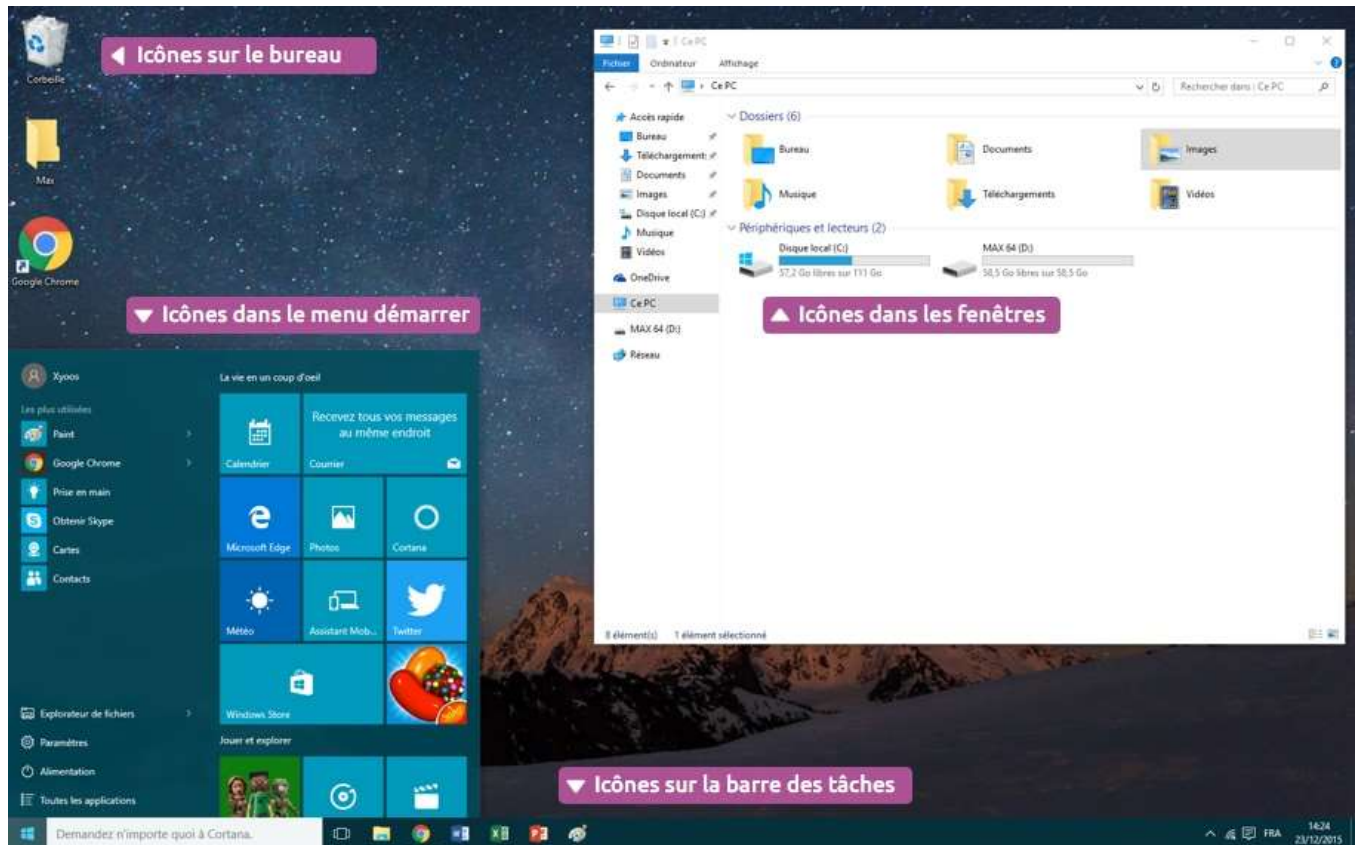 Corbeille
Icônes sur le bureau
Max
Google Chrome
Icônes dans le menu démarrer
Ce PC
Fichier Ordinateur Affichage
Ce PC Rechercher dans : Ce PC
Accès rapide
Bureau
Téléchargement:
Documents
Images
Disque local (C:)
Musique
Vidéos
OneDrive
Ce PC
MAX 64 (D:)
Réseau
Dossiers (6)
Bureau Documents Images
Musique Téléchargements Vidéos
Périphériques et lecteurs (2)
Disque local (C:) MAX 64 (D:)
57,2 Go libres sur 111 Go 58,5 Go libres sur 58,5 Go
Icônes dans les fenêtres
8 élément(s) 1 élément sélectionné
Xyoos
Les plus utilisées
Paint
Google Chrome
Prise en main
Obtenir Skype
Cartes
Contacts
Explorateur de fichiers
Paramètres
Alimentation
Toutes les applications
La vie en un coup d'oeil
Calendrier
Recevez tous vos messages
au même endroit
Courrier
Microsoft Edge Photos Cortana
Météo Assistant Mob... Twitter
Windows Store
Jouer et explorer
Icônes sur la barre des tâches
Demandez n'importe quoi à Cortana.
FRA
14:24
23/12/2015